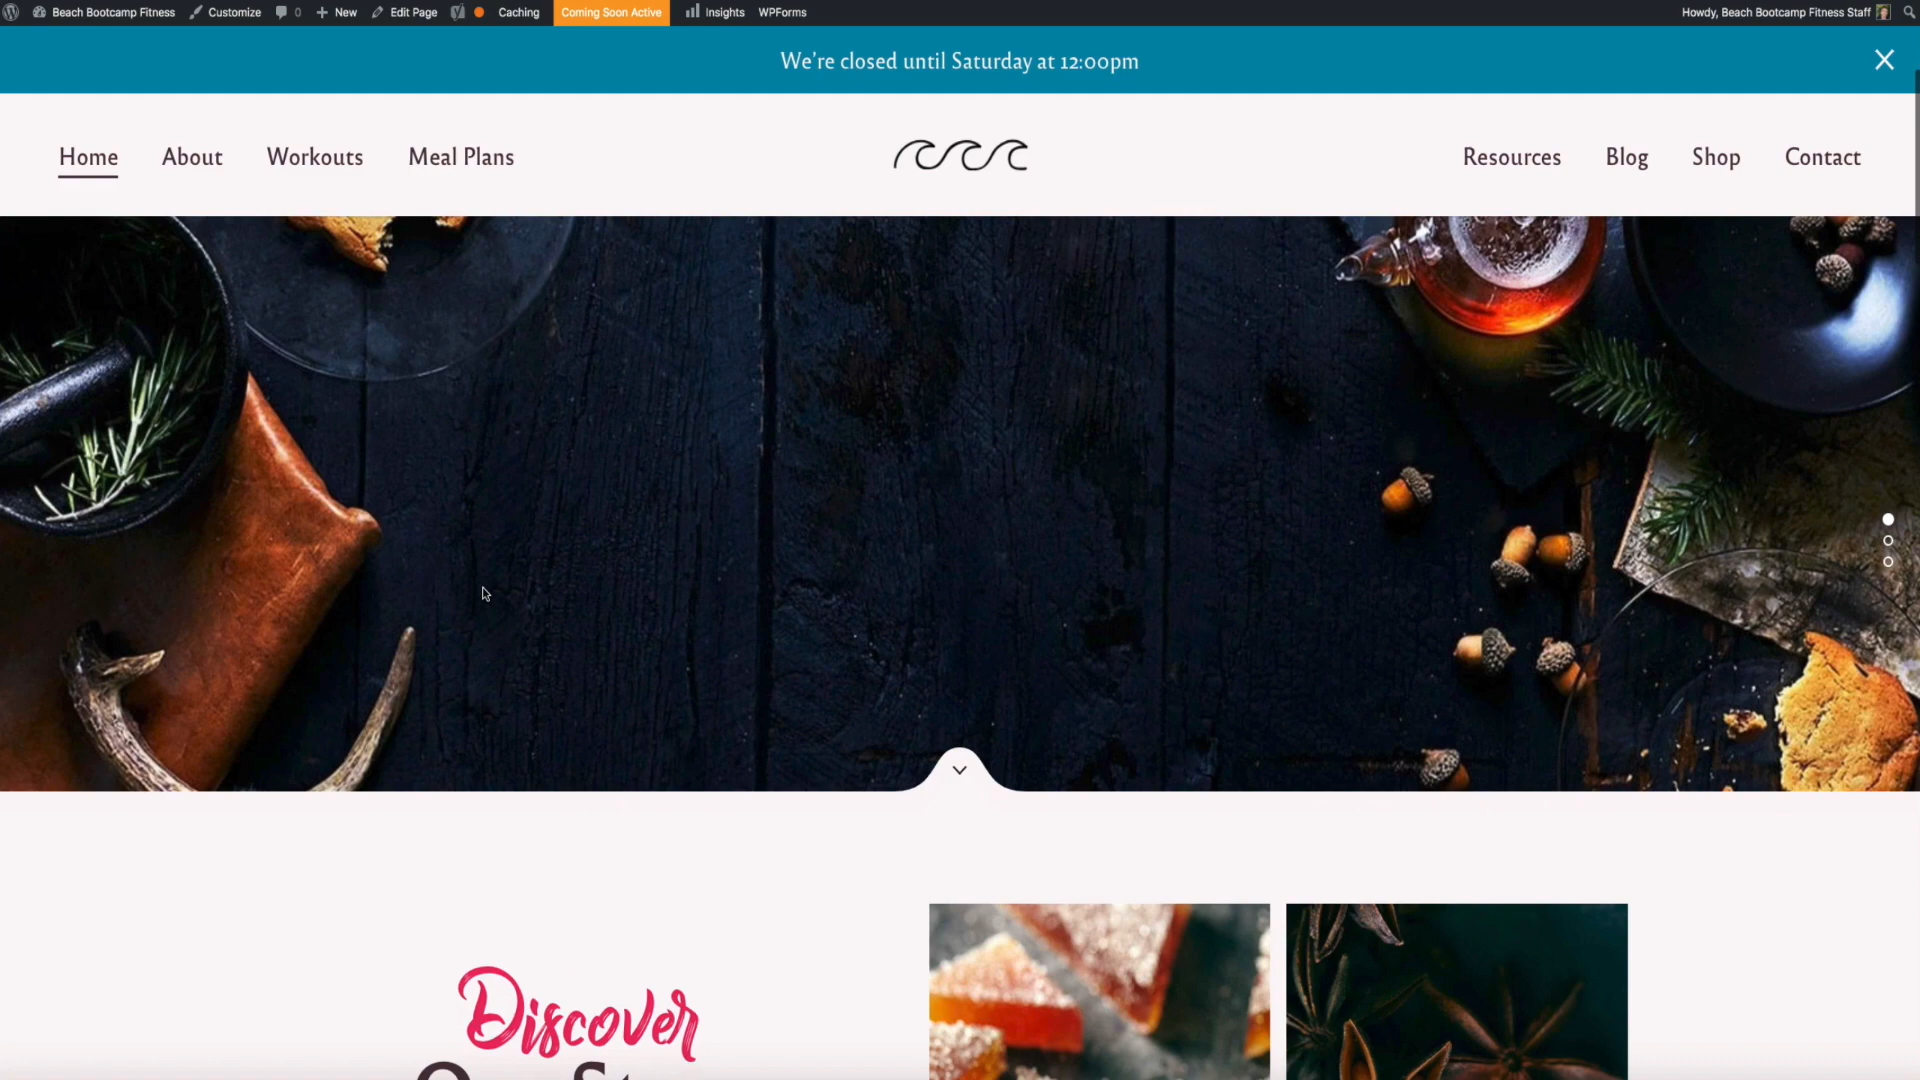 Beach Bootcamp Fitness Customize 0 New Edit Page Caching Coming Soon Active Insights WPForms Howdy, Beach Bootcamp Fitness Staff
We're closed until Saturday at 12:00pm
Home About Workouts Meal Plans Resources Blog Shop Contact
Discover